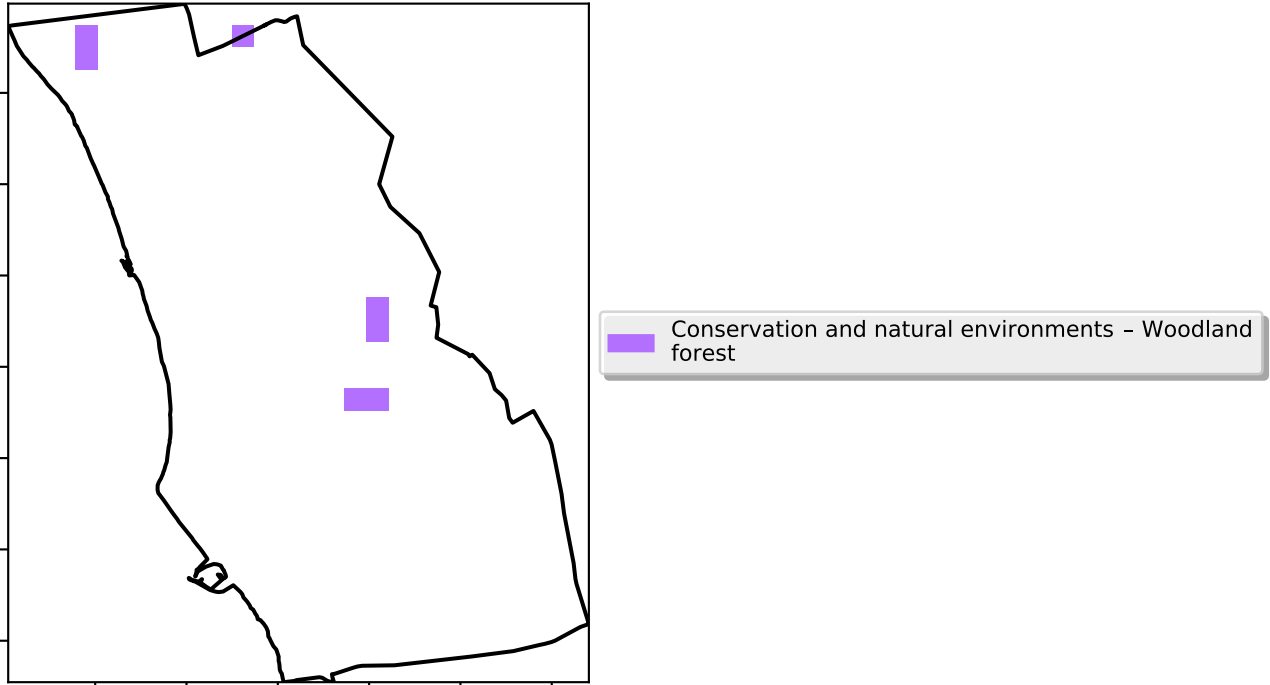 Conservation and natural environments – Woodland
forest